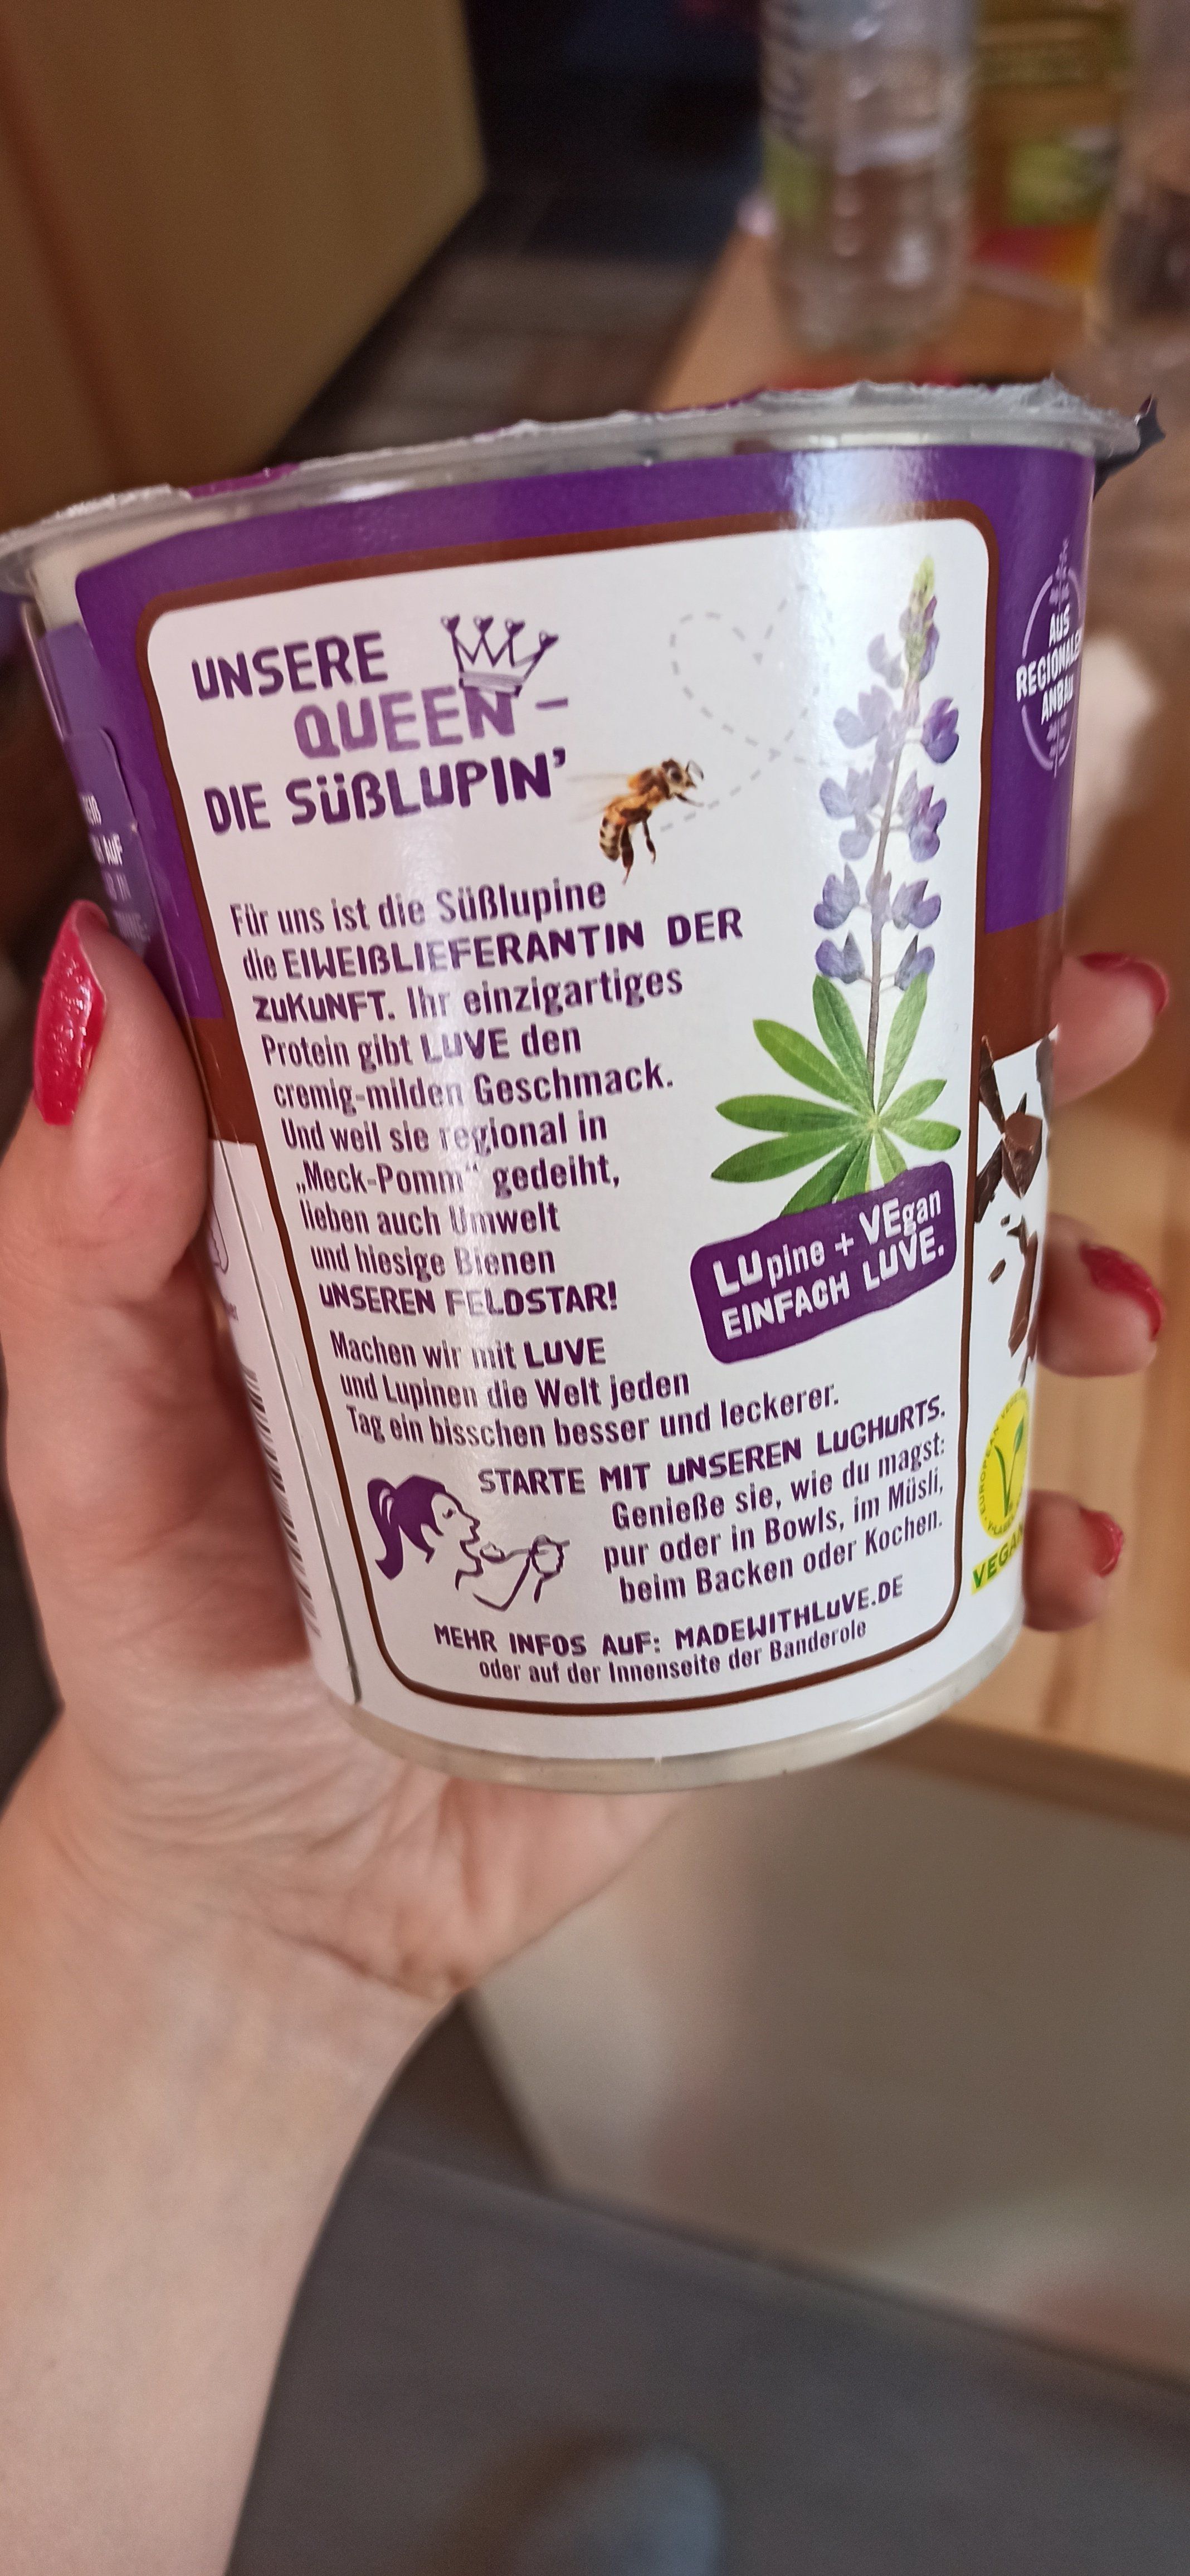 UNSERE
QUEEN –
DIE SÜßLUPIN’
Für uns ist die Süßlupine
die EIWEIßLIEFERANTIN DER
ZUKUNFT. Ihr einzigartiges
Protein gibt LUVE den
cremig-milden Geschmack.
Und weil sie regional in
„Meck-Pomm“ gedeiht,
lieben auch Umwelt
und hiesige Bienen
UNSEREN FELDSTAR!
LUpine + VEgan
EINFACH LUVE.
Machen wir mit LUVE
und Lupinen die Welt jeden
Tag ein bisschen besser und leckerer.
STARTE MIT UNSEREN LUGHURTS.
Genieße sie, wie du magst:
pur oder in Bowls, im Müsli,
beim Backen oder Kochen.
MEHR INFOS AUF: MADEWITHLUVE.DE
oder auf der Innenseite der Banderole
AUS
REGIONALEM
ANBAU
EUROPEAN
VEGAN
AUF